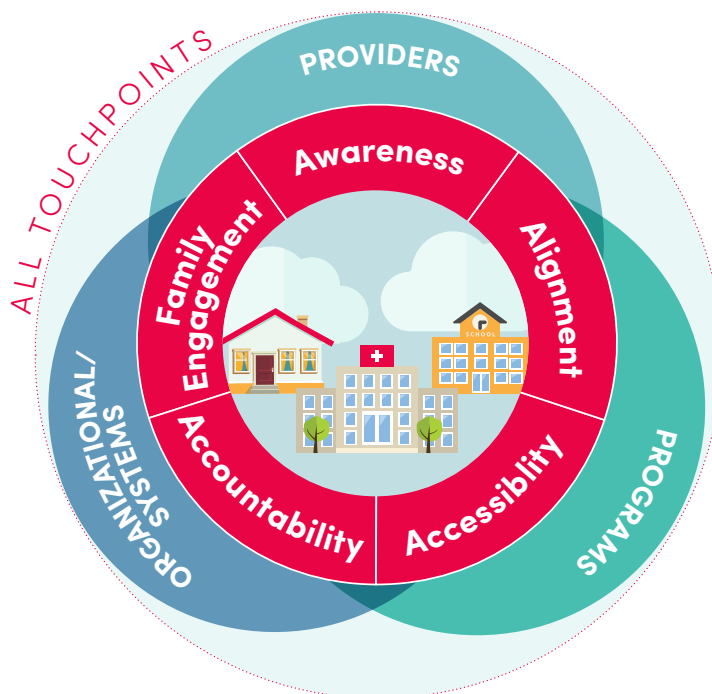 ALL TOUCHPOINTS
PROVIDERS
Awareness
Family
Engagement
Alignment
SCHOOL
ORGANIZATIONAL/
SYSTEMS
Accountability
Accessiblity
PROGRAMS